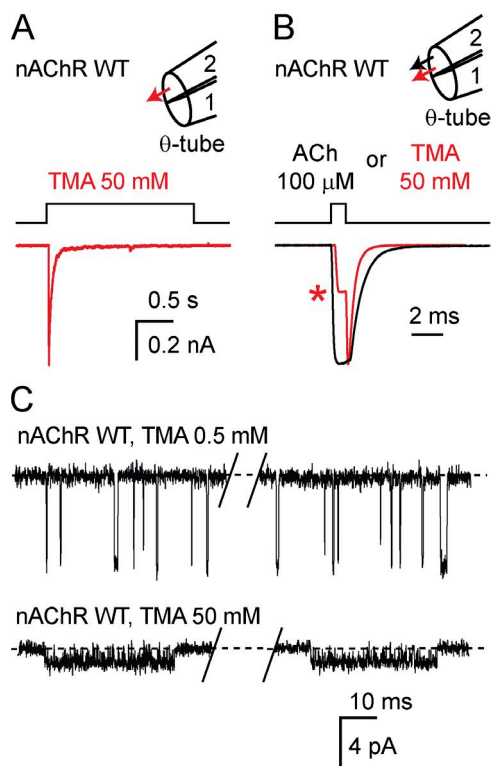 A
nAChR WT
2
1
θ-tube
TMA 50 mM
0.5 s
0.2 nA
B
nAChR WT
2
1
θ-tube
ACh or TMA
100 μM 50 mM
*
2 ms
C
nAChR WT, TMA 0.5 mM
nAChR WT, TMA 50 mM
10 ms
4 pA